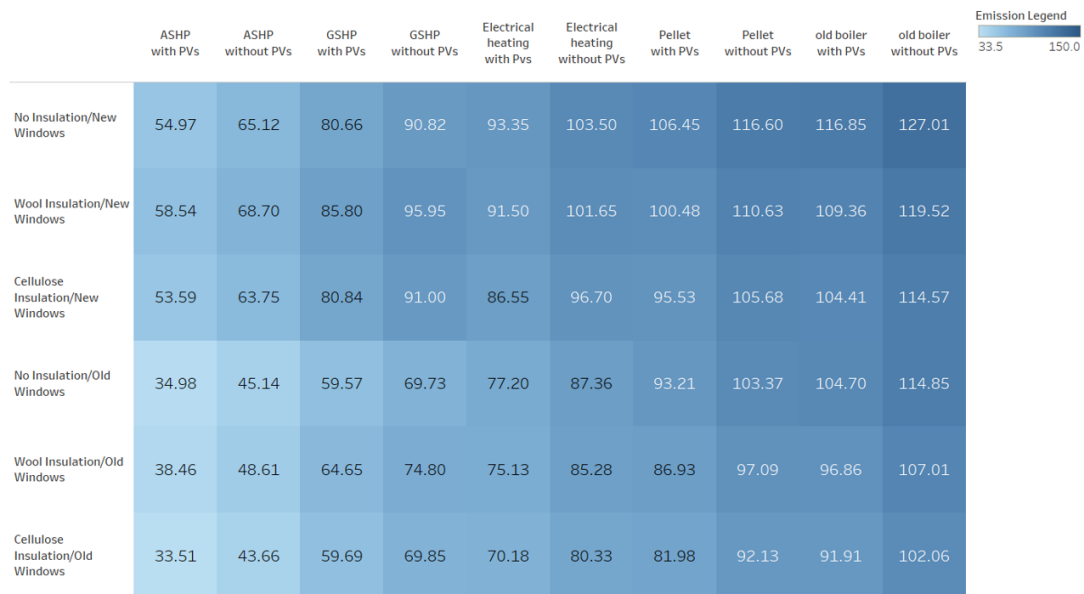 Emission Legend
33.5 150.0
ASHP
with PVs
ASHP
without PVs
GSHP
with PVs
GSHP
without PVs
Electrical
heating
with Pvs
Electrical
heating
without PVs
Pellet
with PVs
Pellet
without PVs
old boiler
with PVs
old boiler
without PVs
No Insulation/New
Windows
54.97 65.12 80.66 90.82 93.35 103.50 106.45 116.60 116.85 127.01
Wool Insulation/New
Windows
58.54 68.70 85.80 95.95 91.50 101.65 100.48 110.63 109.36 119.52
Cellulose
Insulation/New
Windows
53.59 63.75 80.84 91.00 86.55 96.70 95.53 105.68 104.41 114.57
No Insulation/Old
Windows
34.98 45.14 59.57 69.73 77.20 87.36 93.21 103.37 104.70 114.85
Wool Insulation/Old
Windows
38.46 48.61 64.65 74.80 75.13 85.28 86.93 97.09 96.86 107.01
Cellulose
Insulation/Old
Windows
33.51 43.66 59.69 69.85 70.18 80.33 81.98 92.13 91.91 102.06